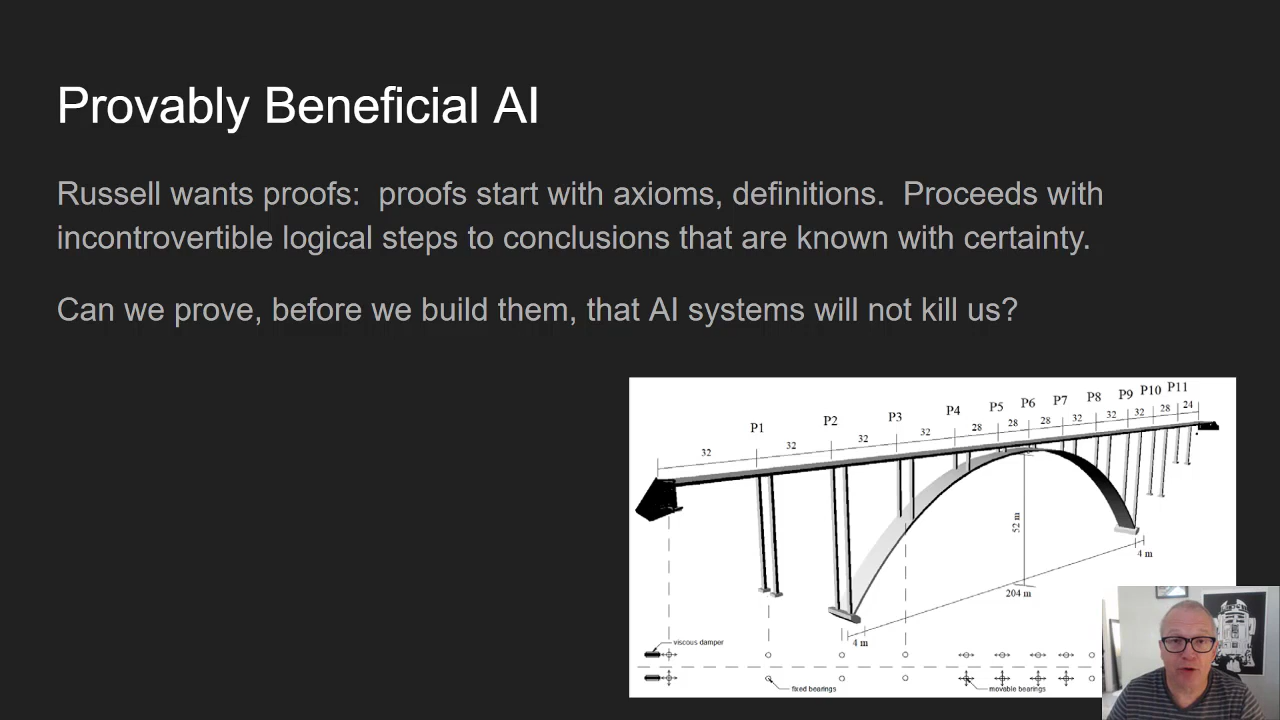 Provably Beneficial AI
Russell wants proofs:  proofs start with axioms, definitions.  Proceeds with
incontrovertible logical steps to conclusions that are known with certainty.
Can we prove, before we build them, that AI systems will not kill us?
P1 P2 P3 P4 P5 P6 P7 P8 P9 P10 P11
32 32 32 32 28 28 28 32 32 28 24
52 m
4 m
204 m
4 m
viscous damper
fixed bearings
movable bearings